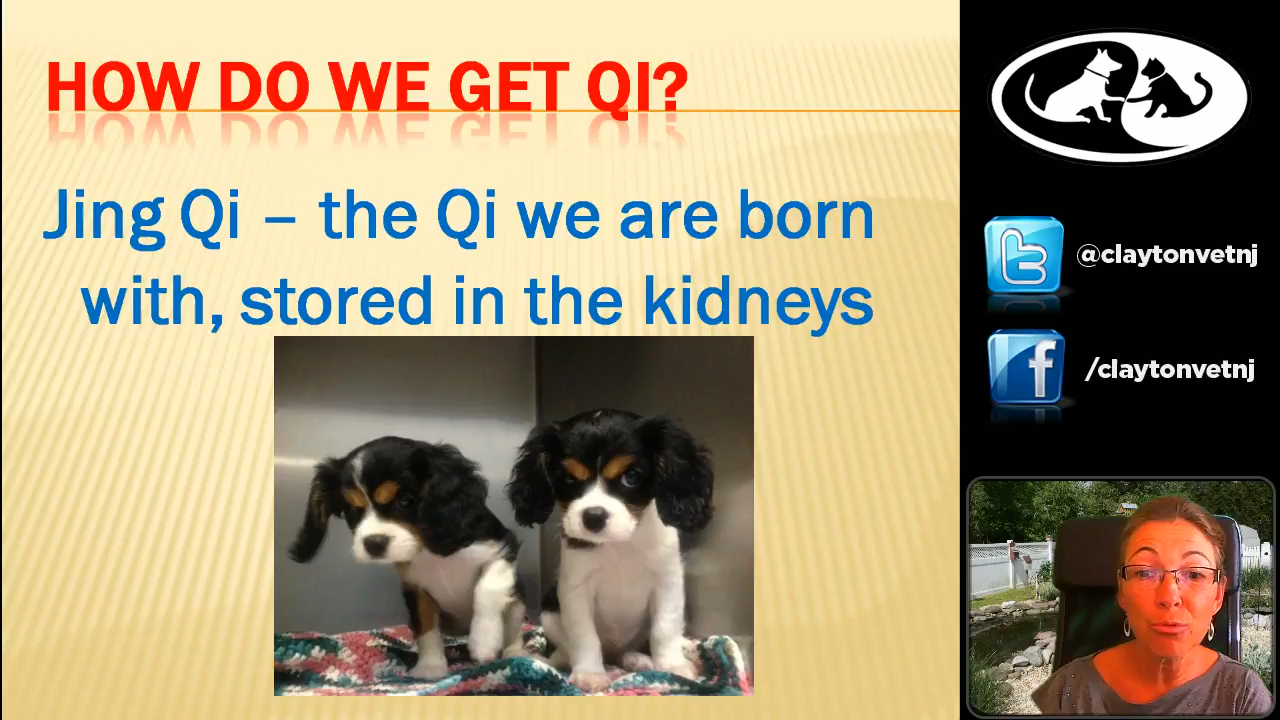 HOW DO WE GET QI?
Jing Qi – the Qi we are born
with, stored in the kidneys
@claytonvetnj
/claytonvetnj